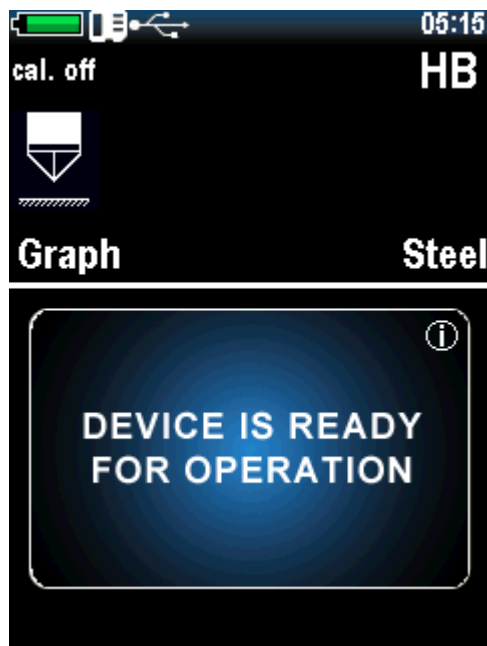 05:15
cal. off
HB
Graph
Steel
DEVICE IS READY
FOR OPERATION